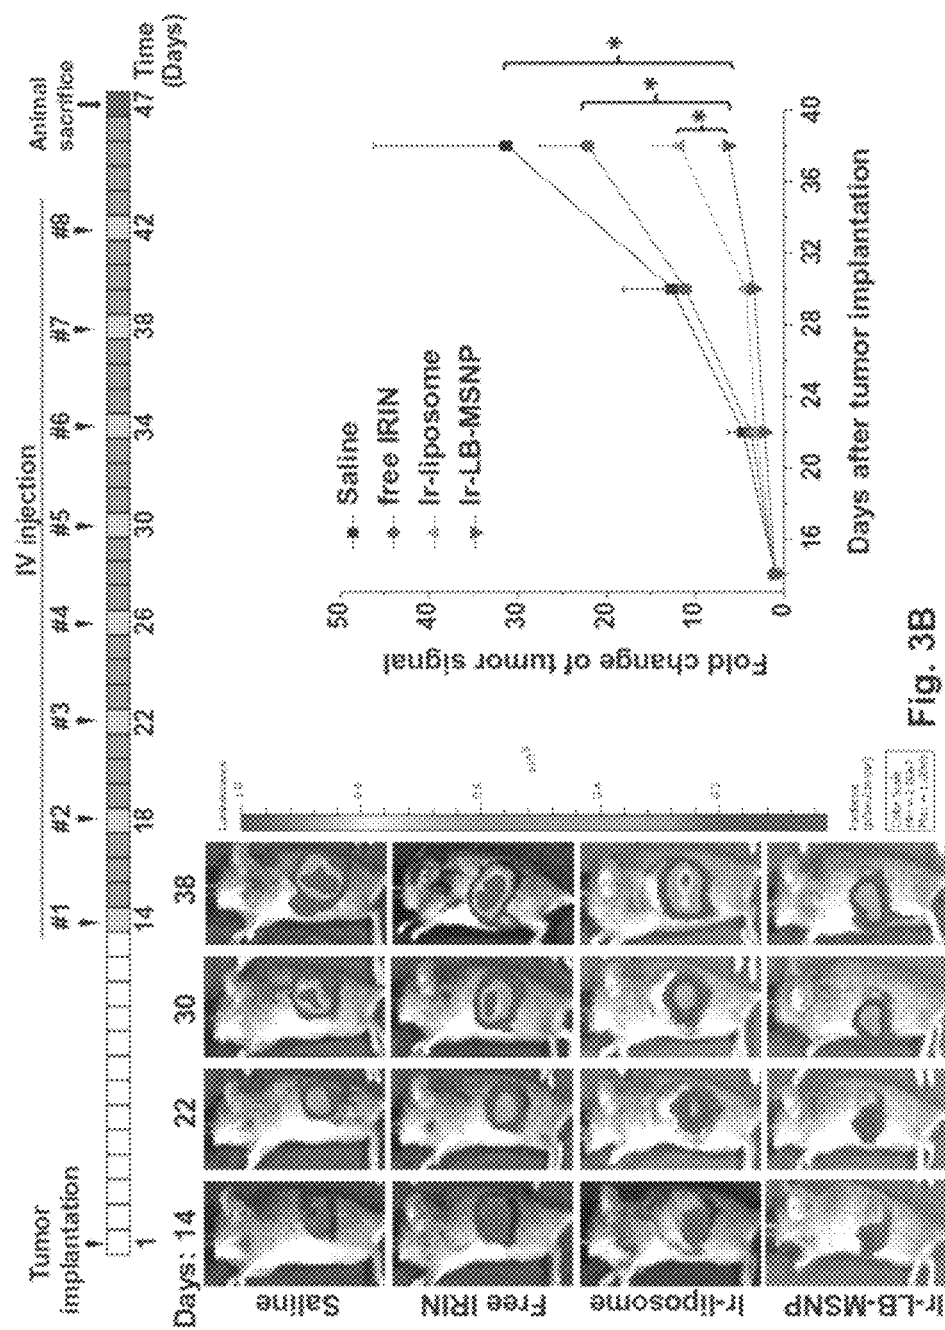 Tumor
implantation
IV injection
#1 #2 #3 #4 #5 #6 #7 #8
Animal
sacrifice
1 14 18 22 26 30 34 38 42 47
Time
(Days)
Days: 14 22 30 38
Saline
Free IRIN
Ir-liposome
Ir-LB-MSNP
Saline
free IRIN
Ir-liposome
Ir-LB-MSNP
Fold change of tumor signal
50
40
30
20
10
0
16 20 24 28 32 36 40
Days after tumor implantation
*
*
*
Fig. 3B